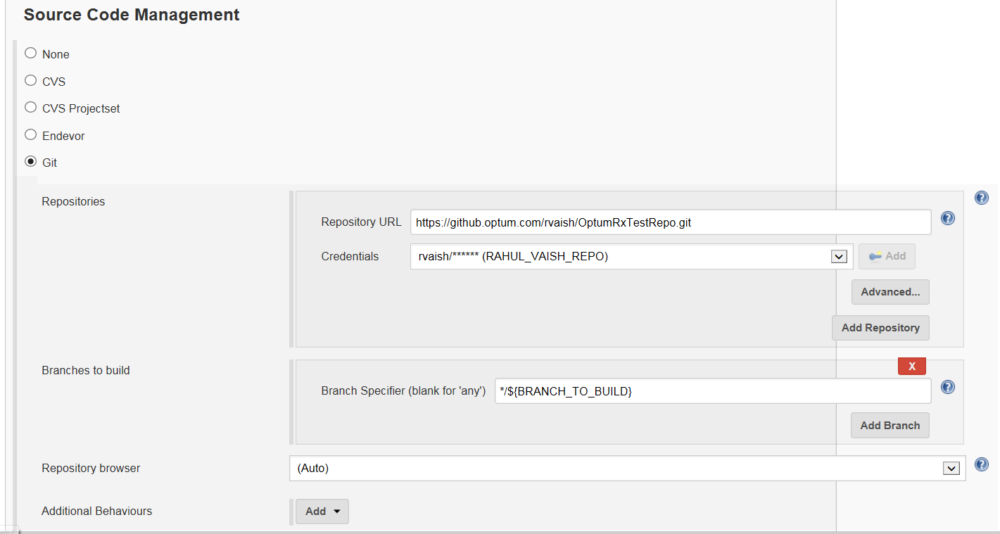 Source Code Management
None
CVS
CVS Projectset
Endevor
Git
Repositories
Repository URL https://github.optum.com/rvaish/OptumRxTestRepo.git
Credentials rvaish/****** (RAHUL_VAISH_REPO) Add
Advanced...
Add Repository
X
Branches to build
Branch Specifier (blank for 'any') */${BRANCH_TO_BUILD}
Add Branch
Repository browser (Auto)
Additional Behaviours Add